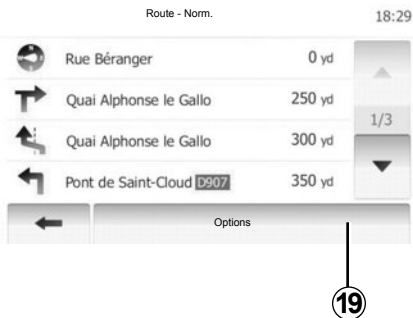 Route - Norm.
18:29
Rue Béranger 0 yd
Quai Alphonse le Gallo 250 yd
1/3
Quai Alphonse le Gallo 300 yd
Pont de Saint-Cloud D907 350 yd
Options
19